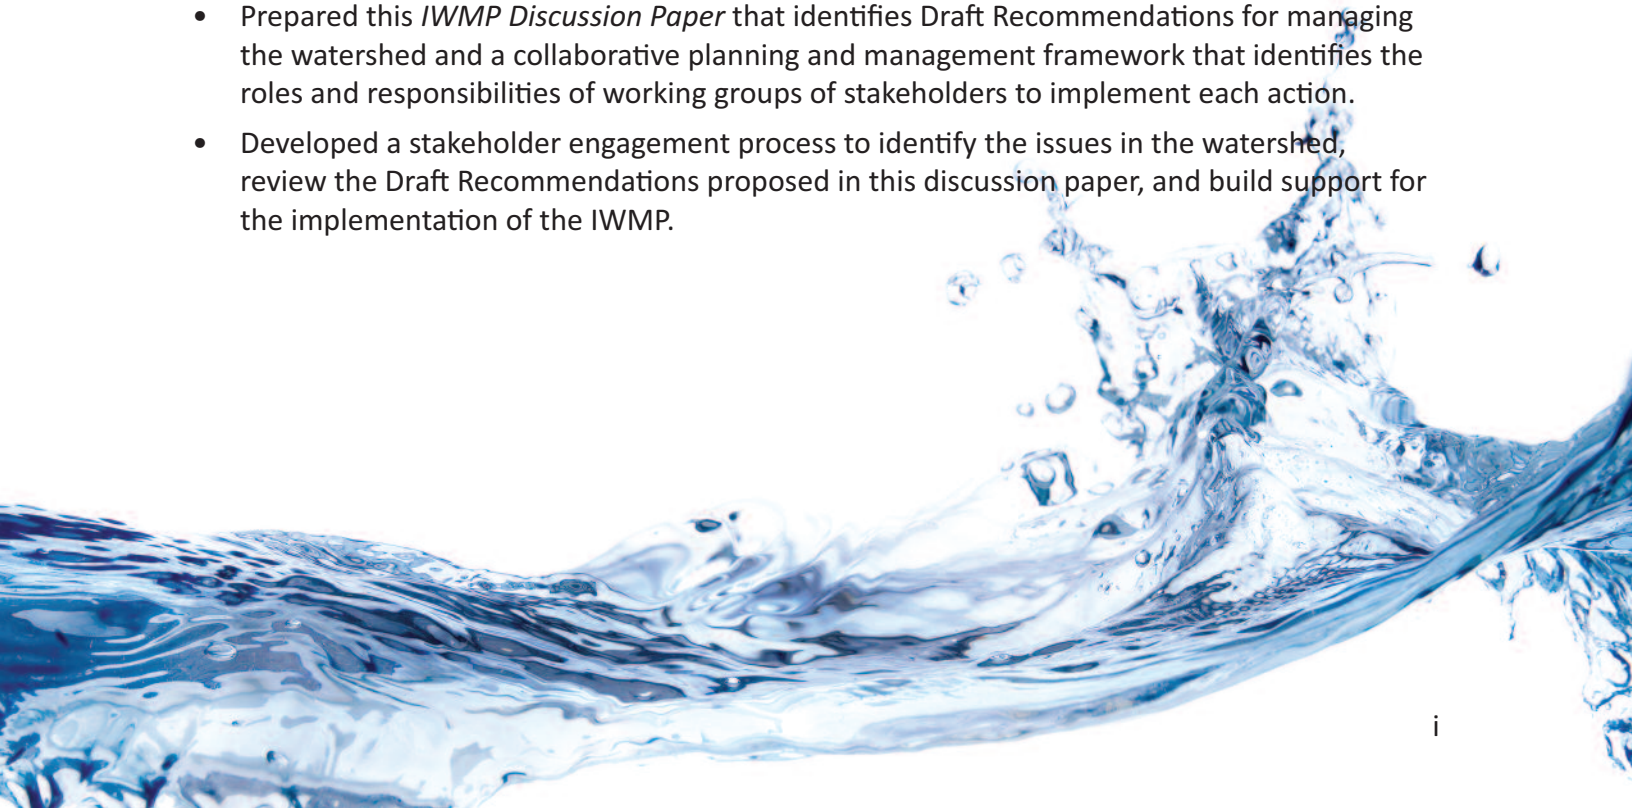 • Prepared this IWMP Discussion Paper that identifies Draft Recommendations for managing
the watershed and a collaborative planning and management framework that identifies the
roles and responsibilities of working groups of stakeholders to implement each action.
• Developed a stakeholder engagement process to identify the issues in the watershed,
review the Draft Recommendations proposed in this discussion paper, and build support for
the implementation of the IWMP.
i